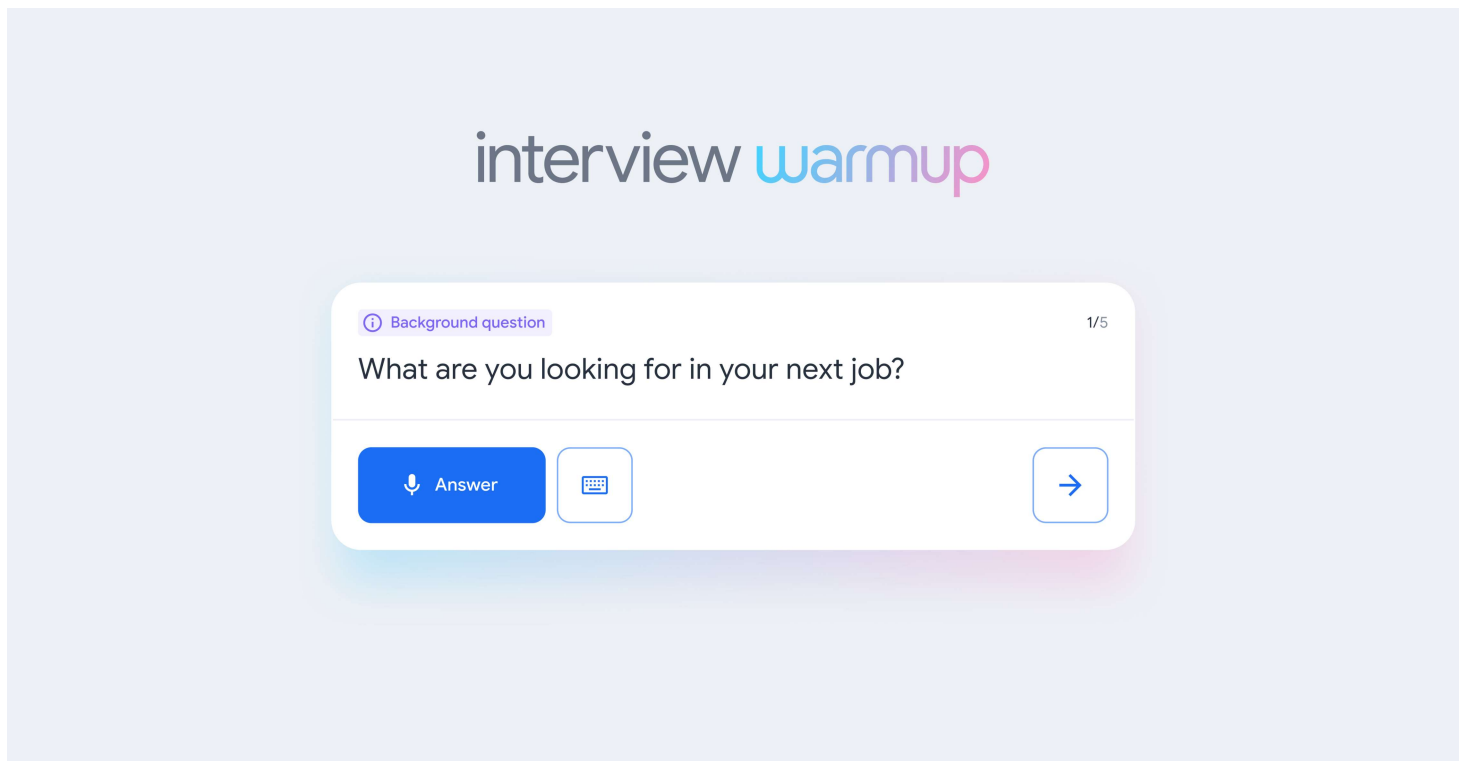 interview warmup
Background question
1/5
What are you looking for in your next job?
Answer